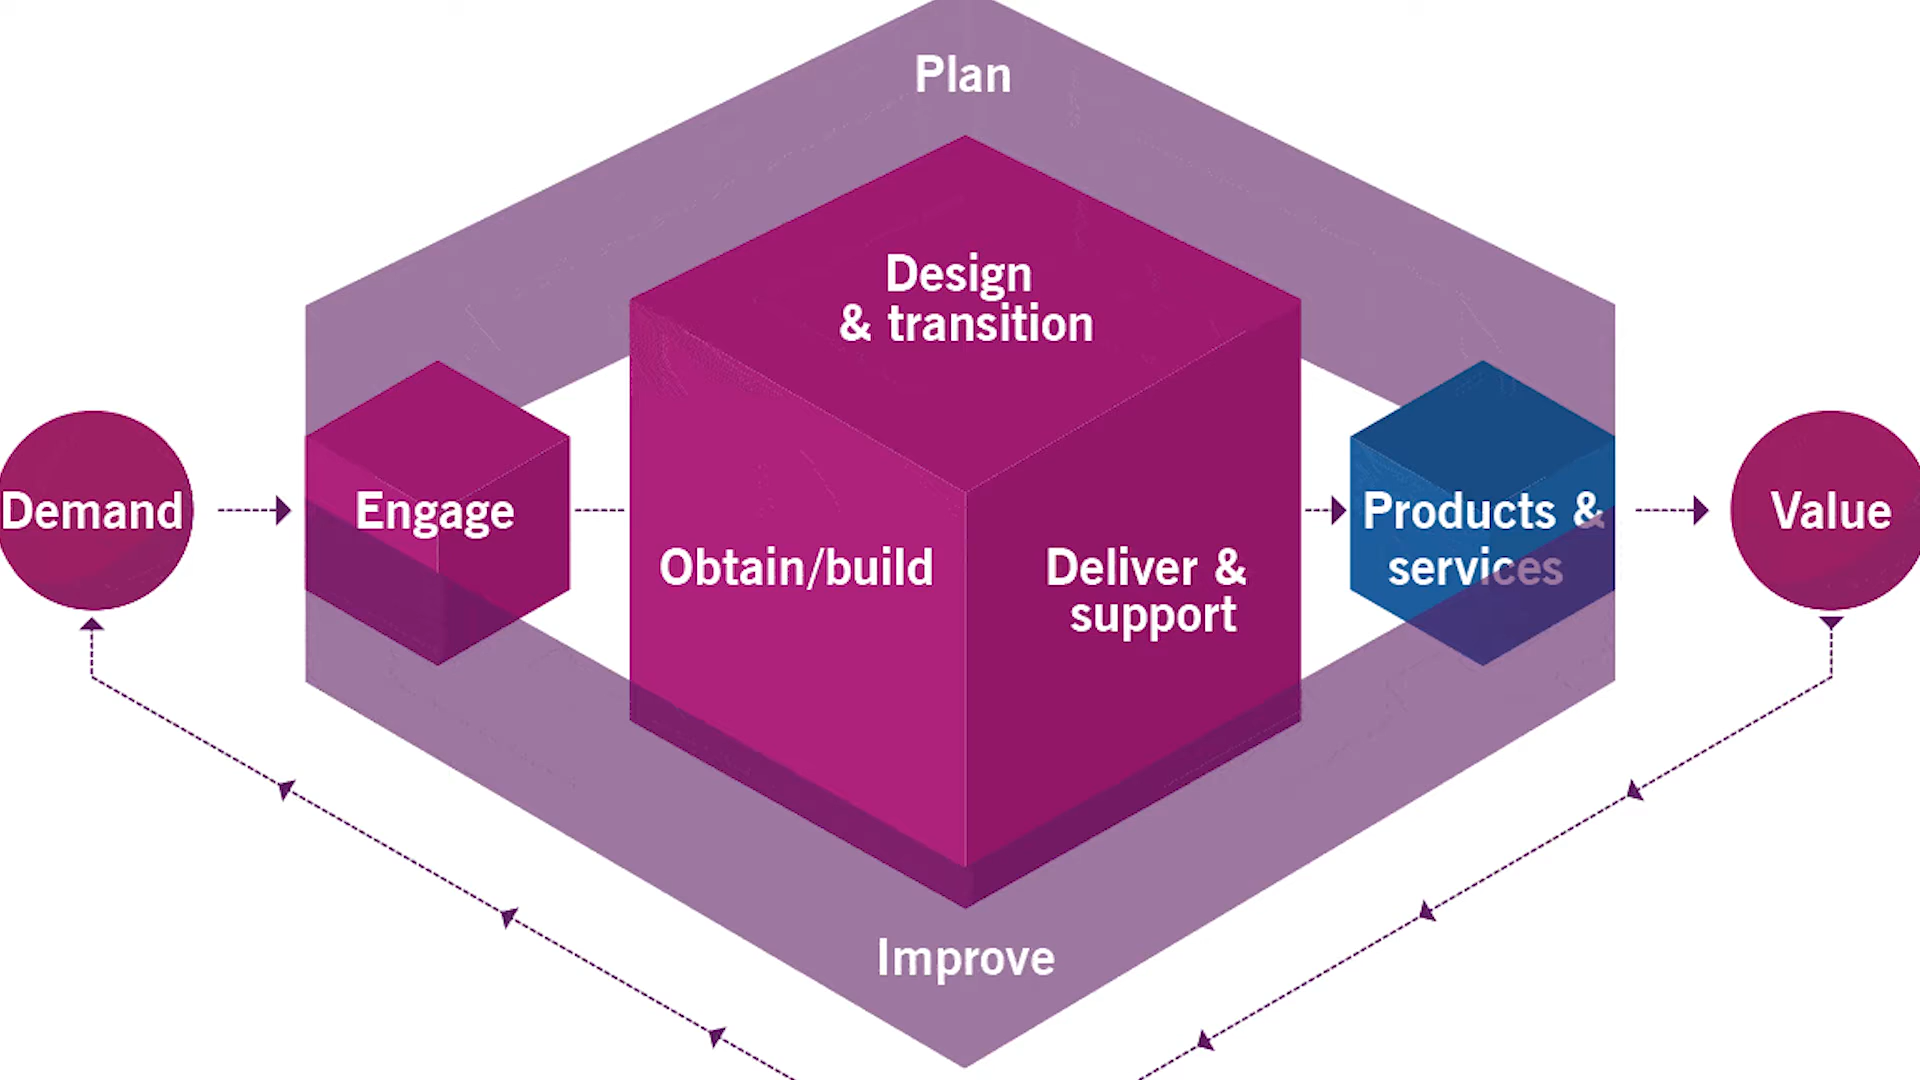 Plan
Design
& transition
Demand
Engage
Obtain/build
Deliver &
support
Products &
services
Value
Improve